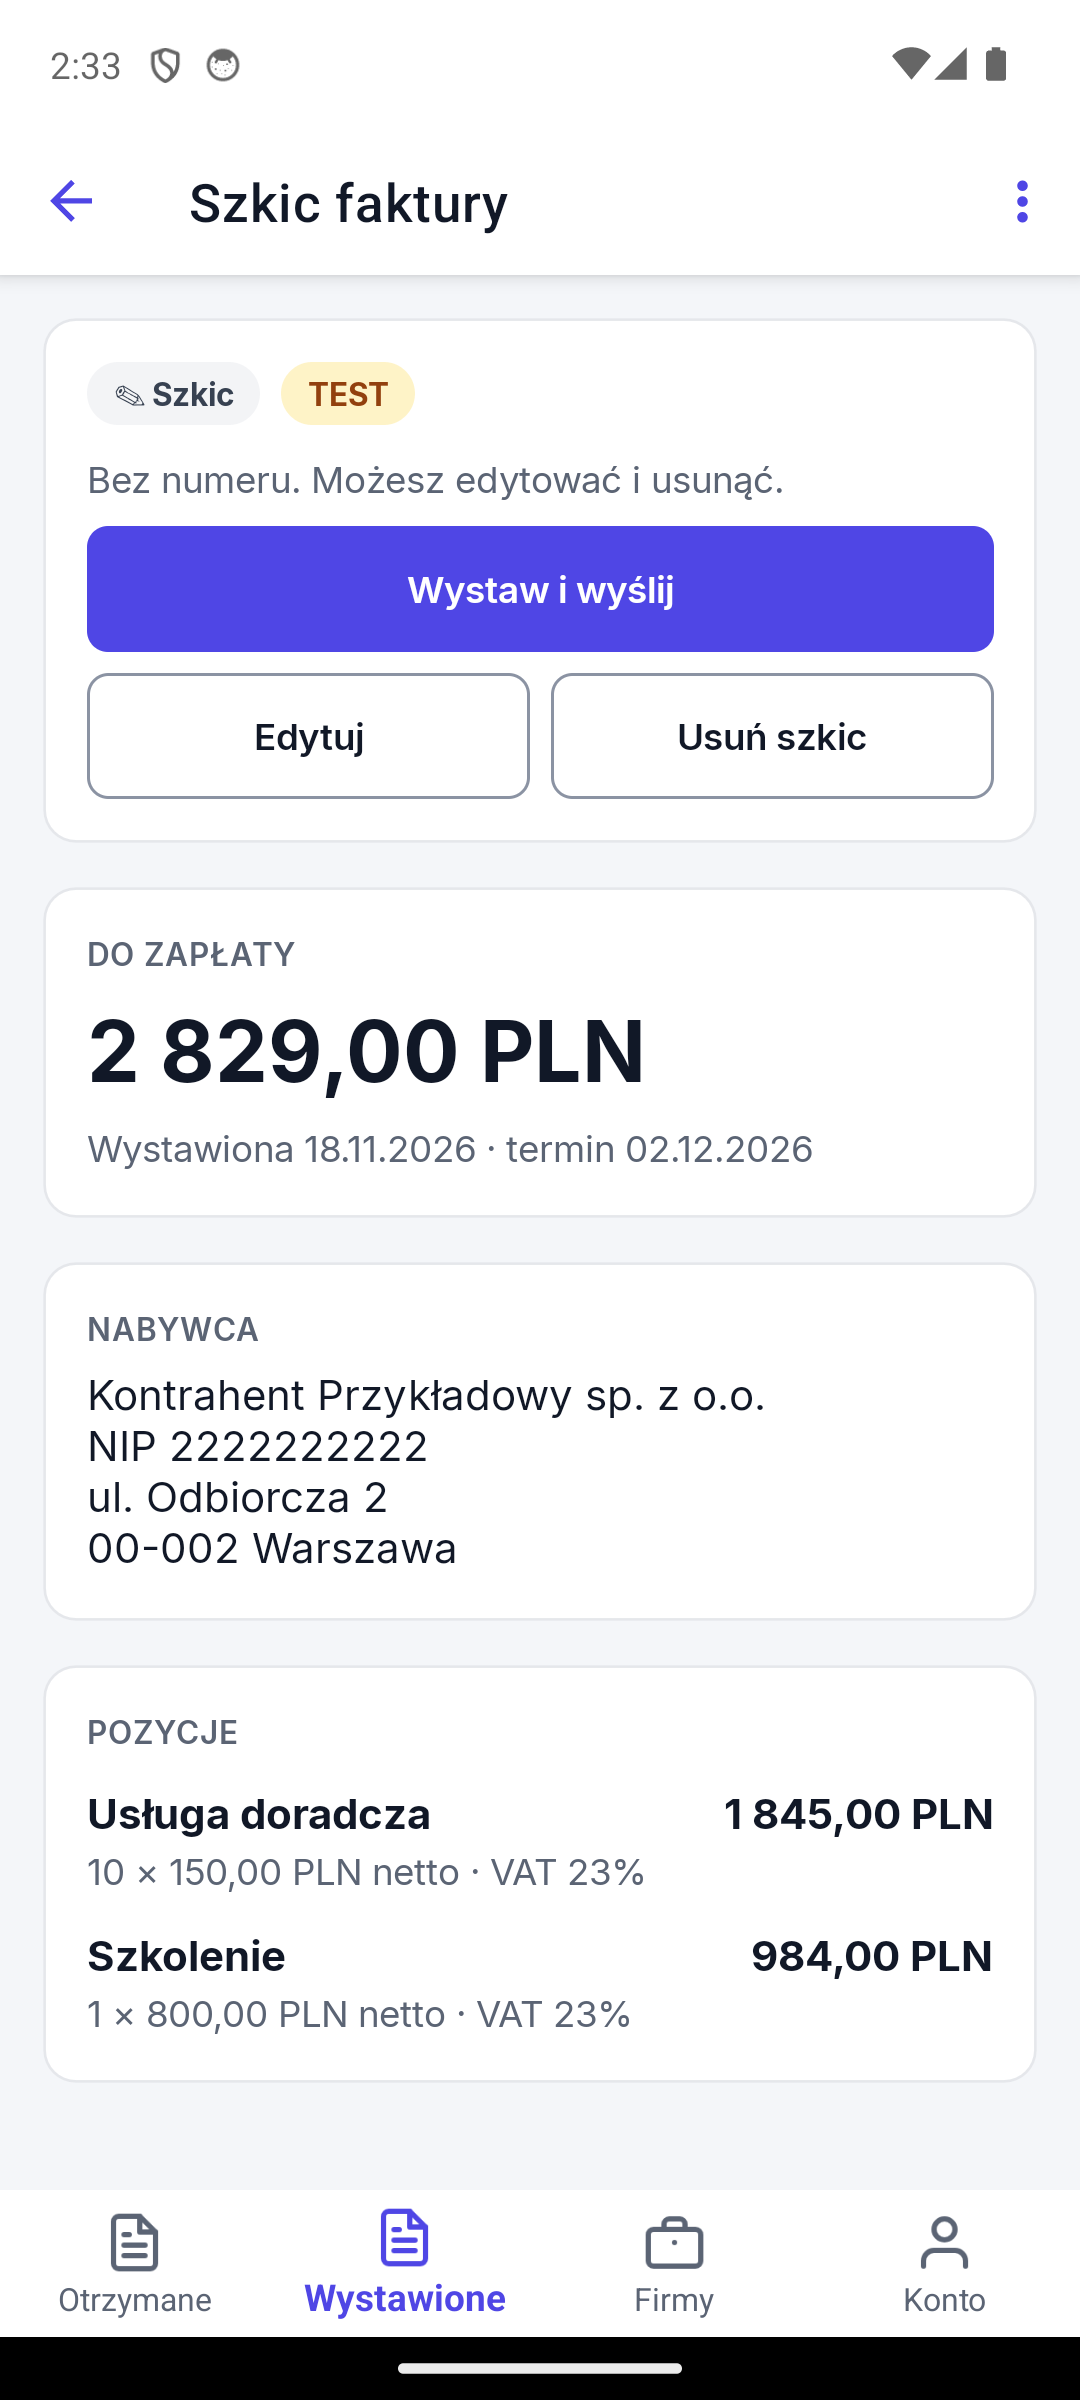 2:33
Szkic faktury
✎ Szkic TEST
Bez numeru. Możesz edytować i usunąć.
Wystaw i wyślij
Edytuj Usuń szkic
DO ZAPŁATY
2 829,00 PLN
Wystawiona 18.11.2026 · termin 02.12.2026
NABYWCA
Kontrahent Przykładowy sp. z o.o.
NIP 2222222222
ul. Odbiorcza 2
00-002 Warszawa
POZYCJE
Usługa doradcza 1 845,00 PLN
10 × 150,00 PLN netto · VAT 23%
Szkolenie 984,00 PLN
1 × 800,00 PLN netto · VAT 23%
Otrzymane Wystawione Firmy Konto